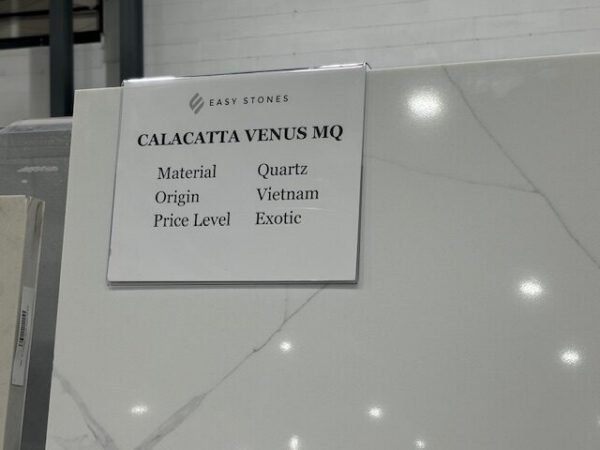 EASY STONES
CALACATTA VENUS MQ
Material Quartz
Origin Vietnam
Price Level Exotic